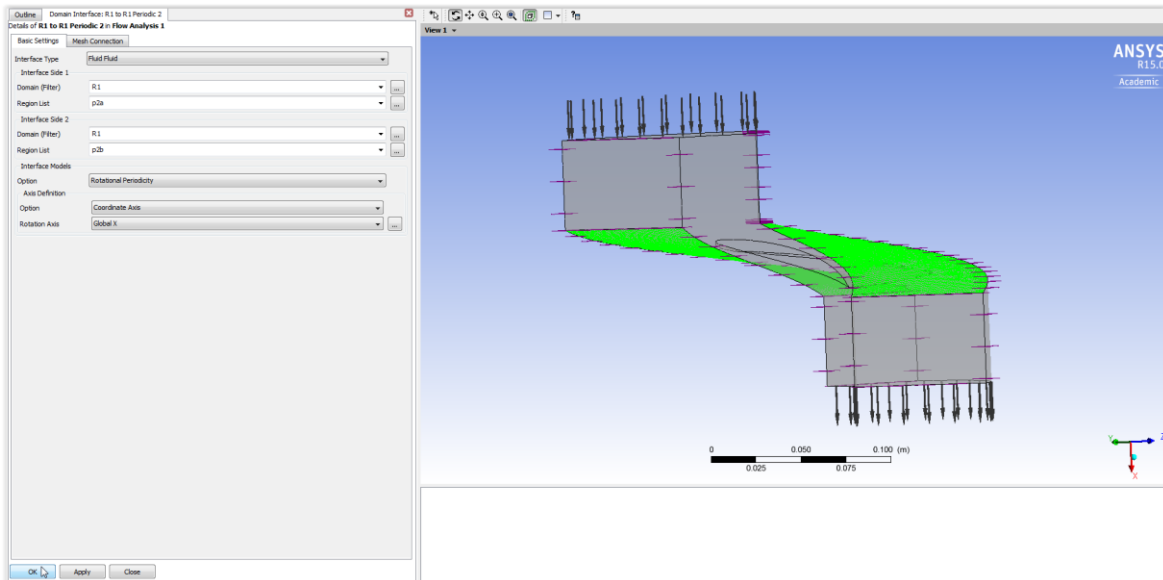 Outline Domain Interface: R1 to R1 Periodic 2
Details of R1 to R1 Periodic 2 in Flow Analysis 1
Basic Settings Mesh Connection
Interface Type Fluid Fluid
Interface Side 1
Domain (Filter) R1 ...
Region List p2a ...
Interface Side 2
Domain (Filter) R1 ...
Region List p2b ...
Interface Models
Option Rotational Periodicity
Axis Definition
Option Coordinate Axis
Rotation Axis Global X ...
OK Apply Close
View 1
ANSYS
R15.0
Academic
0 0.050 0.100 (m)
0.025 0.075
Y Z
X